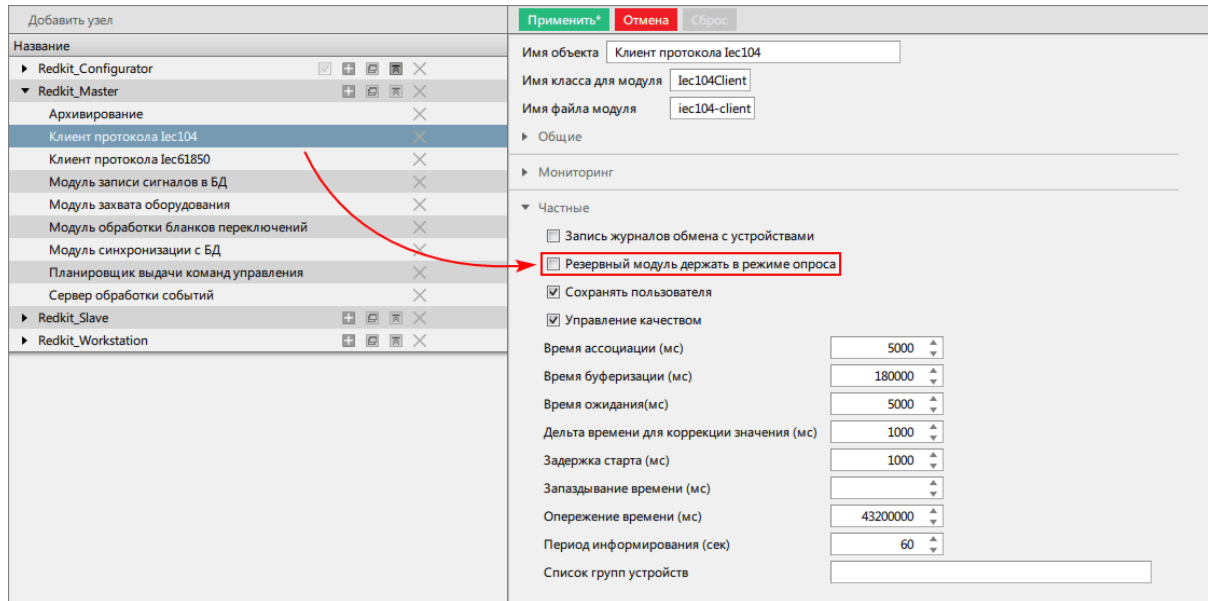 Добавить узел
Название
Redkit_Configurator
Redkit_Master
Архивирование
Клиент протокола Iec104
Клиент протокола Iec61850
Модуль записи сигналов в БД
Модуль захвата оборудования
Модуль обработки бланков переключений
Модуль синхронизации с БД
Планировщик выдачи команд управления
Сервер обработки событий
Redkit_Slave
Redkit_Workstation
Применить* Отмена Сброс
Имя объекта Клиент протокола Iec104
Имя класса для модуля Iec104Client
Имя файла модуля iec104-client
Общие
Мониторинг
Частные
Запись журналов обмена с устройствами
Резервный модуль держать в режиме опроса
Сохранять пользователя
Управление качеством
Время ассоциации (мс) 5000
Время буферизации (мс) 180000
Время ожидания(мс) 5000
Дельта времени для коррекции значения (мс) 1000
Задержка старта (мс) 1000
Запаздывание времени (мс)
Опережение времени (мс) 43200000
Период информирования (сек) 60
Список групп устройств